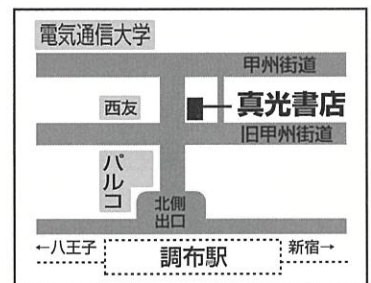 電気通信大学
甲州街道
西友
真光書店
旧甲州街道
パルコ
北側
出口
←八王子
調布駅
新宿→